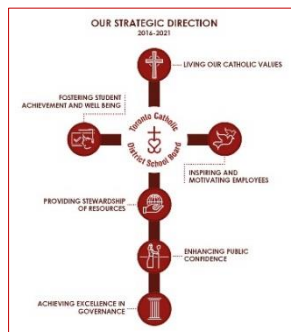 OUR STRATEGIC DIRECTION
2016-2021
LIVING OUR CATHOLIC VALUES
FOSTERING STUDENT
ACHIEVEMENT AND WELL BEING
Toronto Catholic
District School Board
INSPIRING AND
MOTIVATING EMPLOYEES
PROVIDING STEWARDSHIP
OF RESOURCES
ENHANCING PUBLIC
CONFIDENCE
ACHIEVING EXCELLENCE IN
GOVERNANCE